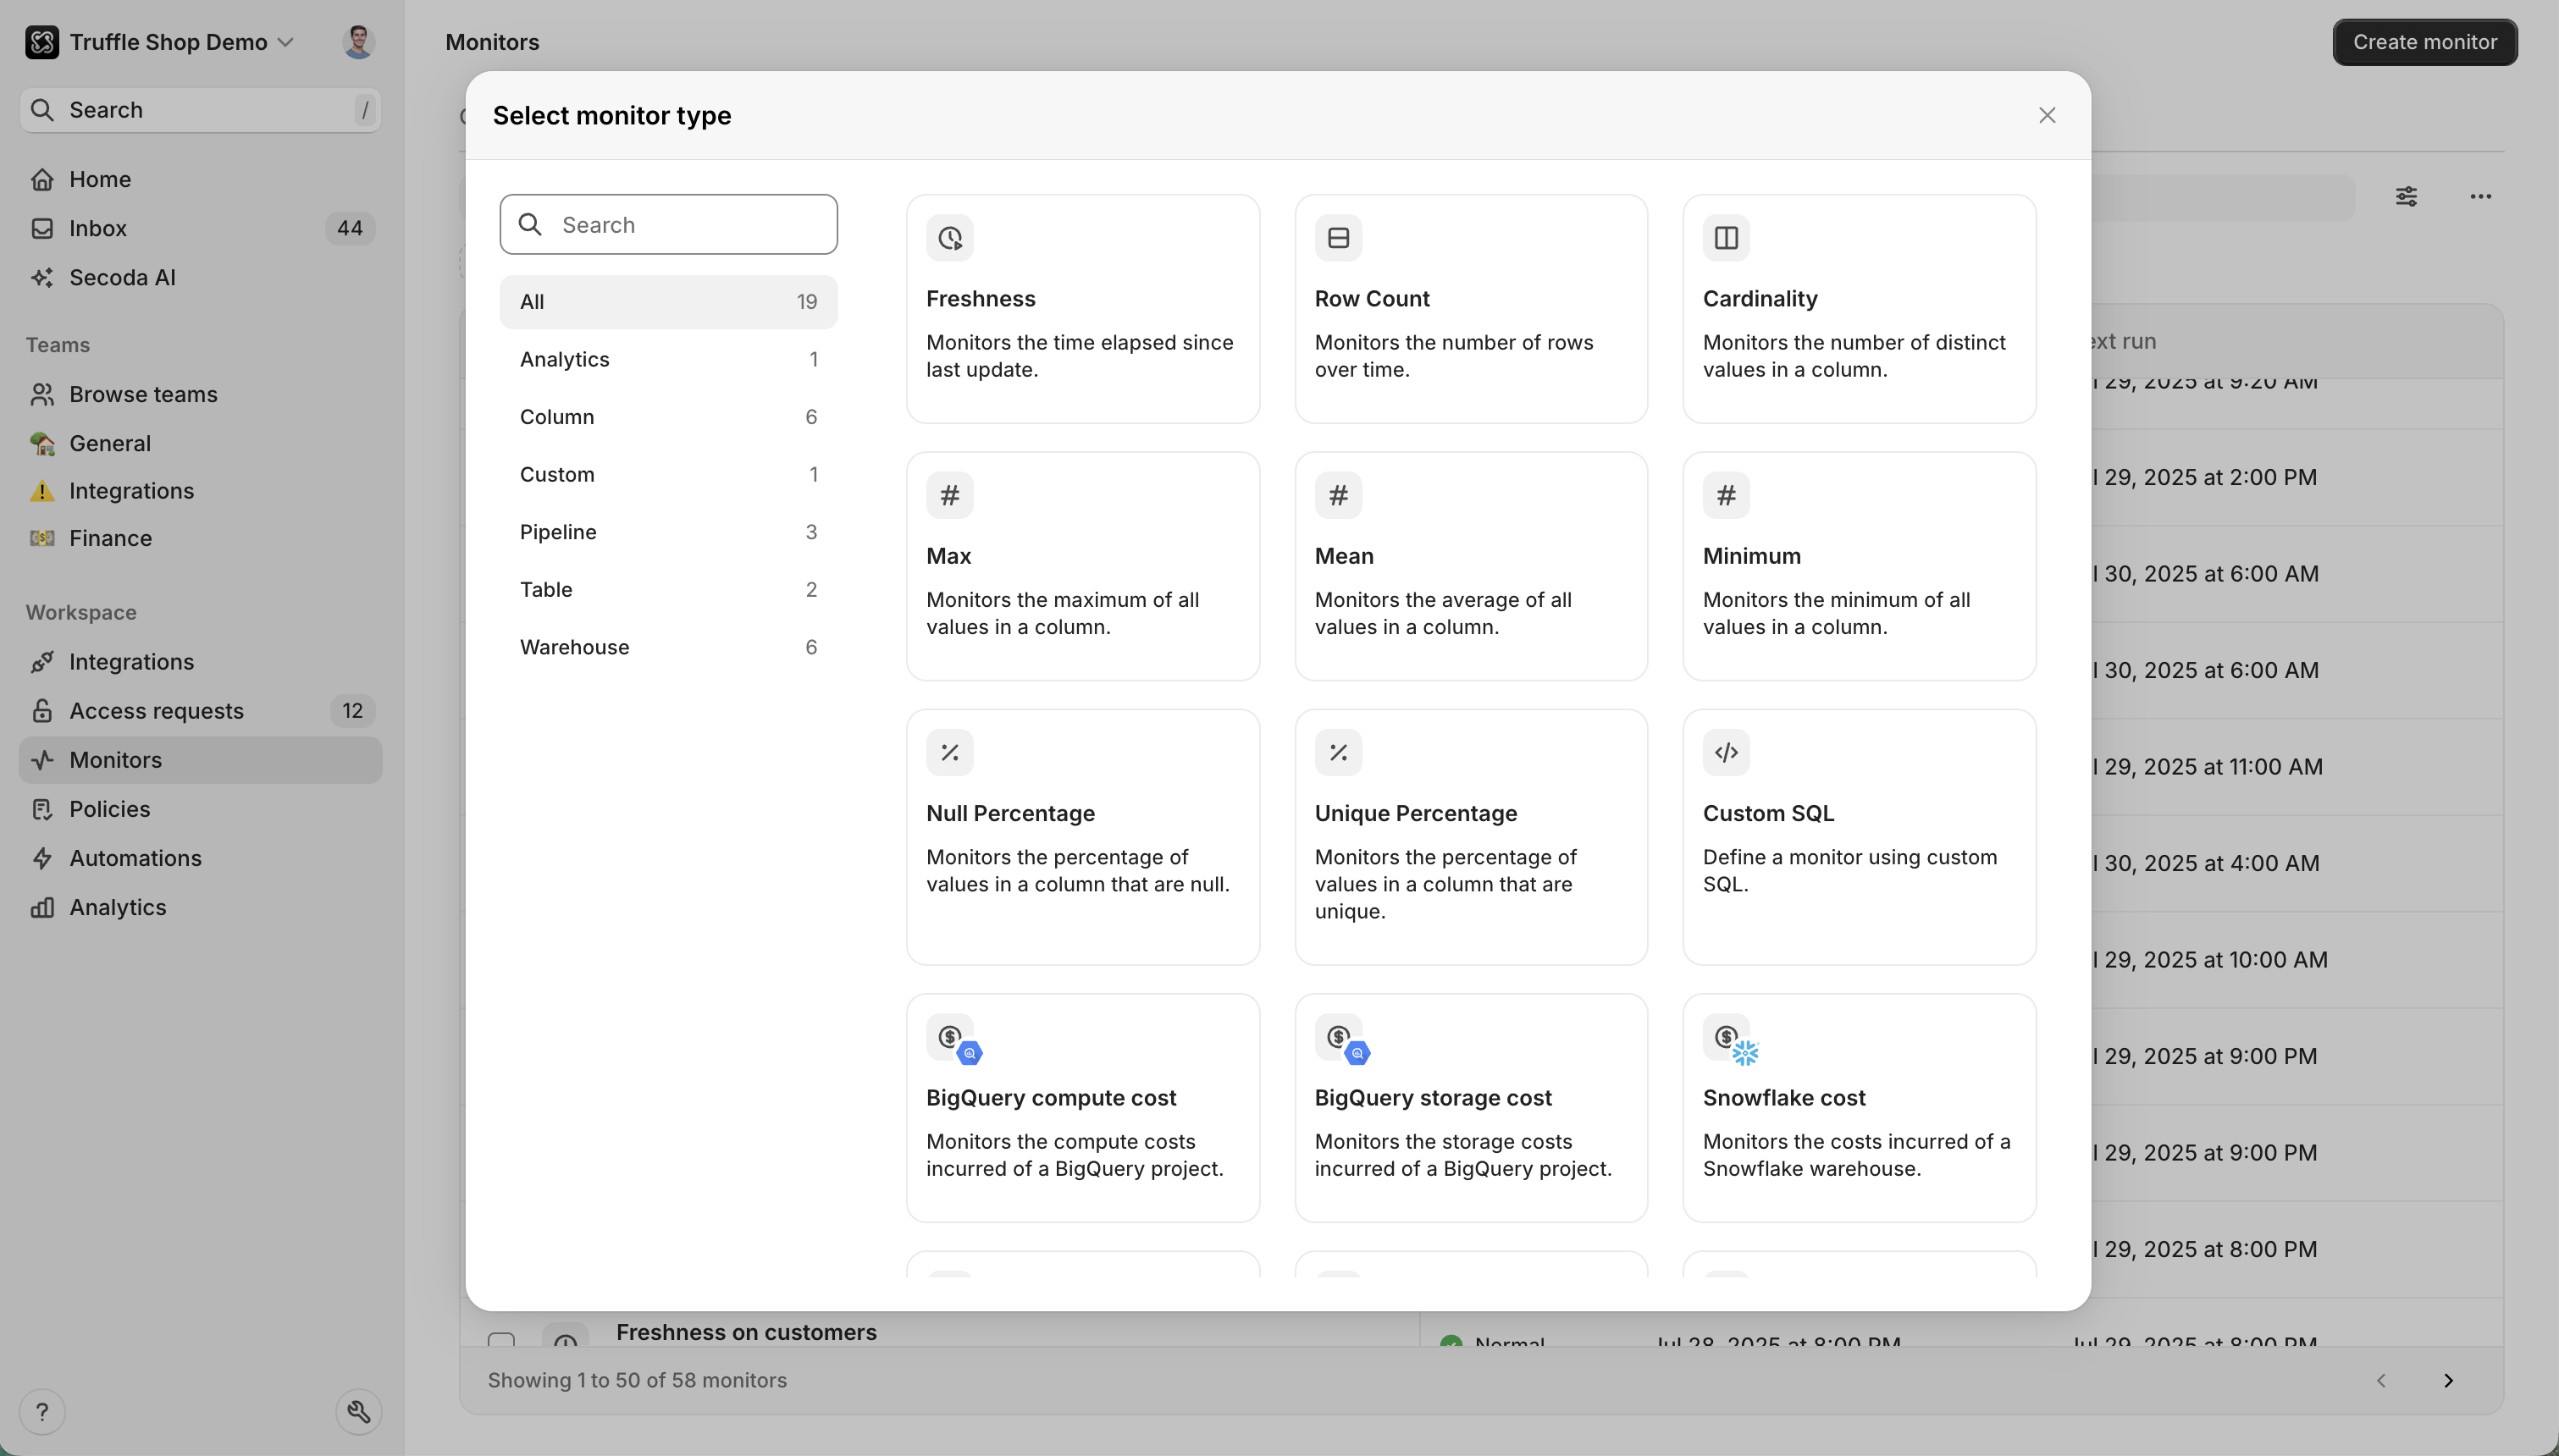 Truffle Shop Demo
Search /
Home
Inbox 44
Secoda AI
Teams
Browse teams
General
Integrations
Finance
Workspace
Integrations
Access requests 12
Monitors
Policies
Automations
Analytics
?
Monitors
Create monitor
Select monitor type
Search
All 19
Analytics 1
Column 6
Custom 1
Pipeline 3
Table 2
Warehouse 6
Freshness
Monitors the time elapsed since
last update.
Row Count
Monitors the number of rows
over time.
Cardinality
Monitors the number of distinct
values in a column.
#
Max
Monitors the maximum of all
values in a column.
#
Mean
Monitors the average of all
values in a column.
#
Minimum
Monitors the minimum of all
values in a column.
Null Percentage
Monitors the percentage of
values in a column that are null.
Unique Percentage
Monitors the percentage of
values in a column that are
unique.
Custom SQL
Define a monitor using custom
SQL.
BigQuery compute cost
Monitors the compute costs
incurred of a BigQuery project.
BigQuery storage cost
Monitors the storage costs
incurred of a BigQuery project.
Snowflake cost
Monitors the costs incurred of a
Snowflake warehouse.
ext run
l 29, 2025 at 9:20 AM
l 29, 2025 at 2:00 PM
l 30, 2025 at 6:00 AM
l 30, 2025 at 6:00 AM
l 29, 2025 at 11:00 AM
l 30, 2025 at 4:00 AM
l 29, 2025 at 10:00 AM
l 29, 2025 at 9:00 PM
l 29, 2025 at 9:00 PM
l 29, 2025 at 8:00 PM
Freshness on customers
Normal Jul 28, 2025 at 8:00 PM Jul 29, 2025 at 8:00 PM
Showing 1 to 50 of 58 monitors